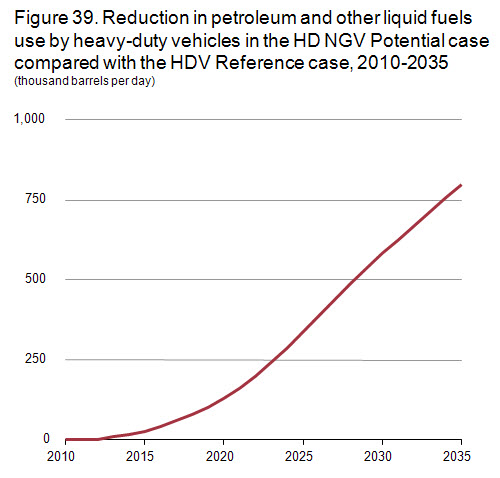 Figure 39. Reduction in petroleum and other liquid fuels
use by heavy-duty vehicles in the HD NGV Potential case
compared with the HDV Reference case, 2010-2035
(thousand barrels per day)
1,000
750
500
250
0
2010 2015 2020 2025 2030 2035